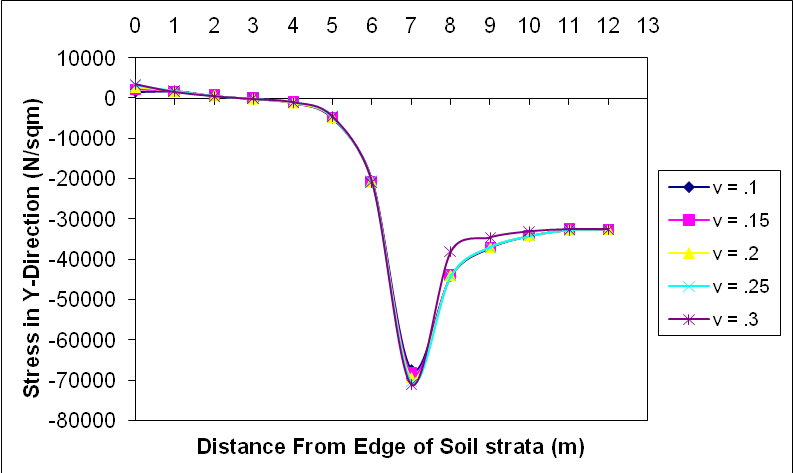 0 1 2 3 4 5 6 7 8 9 10 11 12 13
10000
0
-10000
-20000
-30000
-40000
-50000
-60000
-70000
-80000
Stress in Y-Direction (N/sqm)
Distance From Edge of Soil strata (m)
v = .1
v = .15
v = .2
v = .25
v = .3